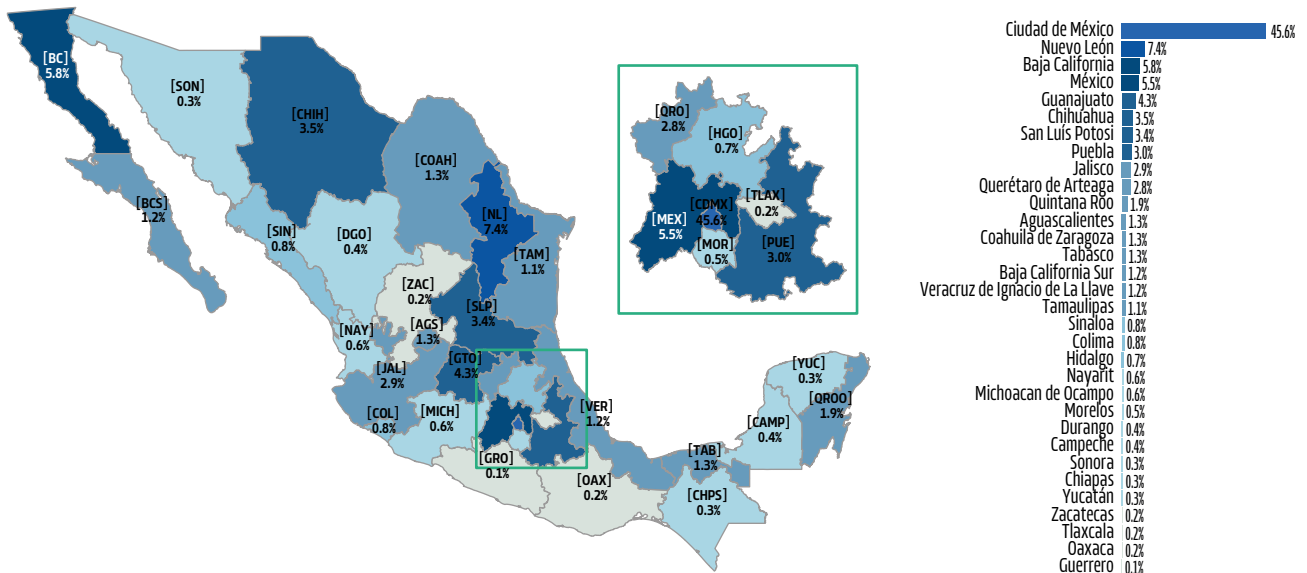 [BC]
5.8%
[SON]
0.3%
[CHIH]
3.5%
[COAH]
1.3%
[BCS]
1.2%
[SIN]
0.8%
[DGO]
0.4%
[NL]
7.4%
[TAM]
1.1%
[ZAC]
0.2%
[SLP]
3.4%
[NAY]
0.6%
[AGS]
1.3%
[JAL]
2.9%
[GTO]
4.3%
[COL]
0.8%
[MICH]
0.6%
[VER]
1.2%
[GRO]
0.1%
[OAX]
0.2%
[TAB]
1.3%
[CHPS]
0.3%
[CAMP]
0.4%
[YUC]
0.3%
[QROO]
1.9%
[QRO]
2.8%
[HGO]
0.7%
[TLAX]
0.2%
[CDMX]
45.6%
[MEX]
5.5%
[MOR]
0.5%
[PUE]
3.0%
Ciudad de México 45.6%
Nuevo León 7.4%
Baja California 5.8%
México 5.5%
Guanajuato 4.3%
Chihuahua 3.5%
San Luís Potosi 3.4%
Puebla 3.0%
Jalisco 2.9%
Querétaro de Arteaga 2.8%
Quintana Roo 1.9%
Aguascalientes 1.3%
Coahuila de Zaragoza 1.3%
Tabasco 1.3%
Baja California Sur 1.2%
Veracruz de Ignacio de La Llave 1.2%
Tamaulipas 1.1%
Sinaloa 0.8%
Colima 0.8%
Hidalgo 0.7%
Nayarit 0.6%
Michoacan de Ocampo 0.6%
Morelos 0.5%
Durango 0.4%
Campeche 0.4%
Sonora 0.3%
Chiapas 0.3%
Yucatán 0.3%
Zacatecas 0.2%
Tlaxcala 0.2%
Oaxaca 0.2%
Guerrero 0.1%